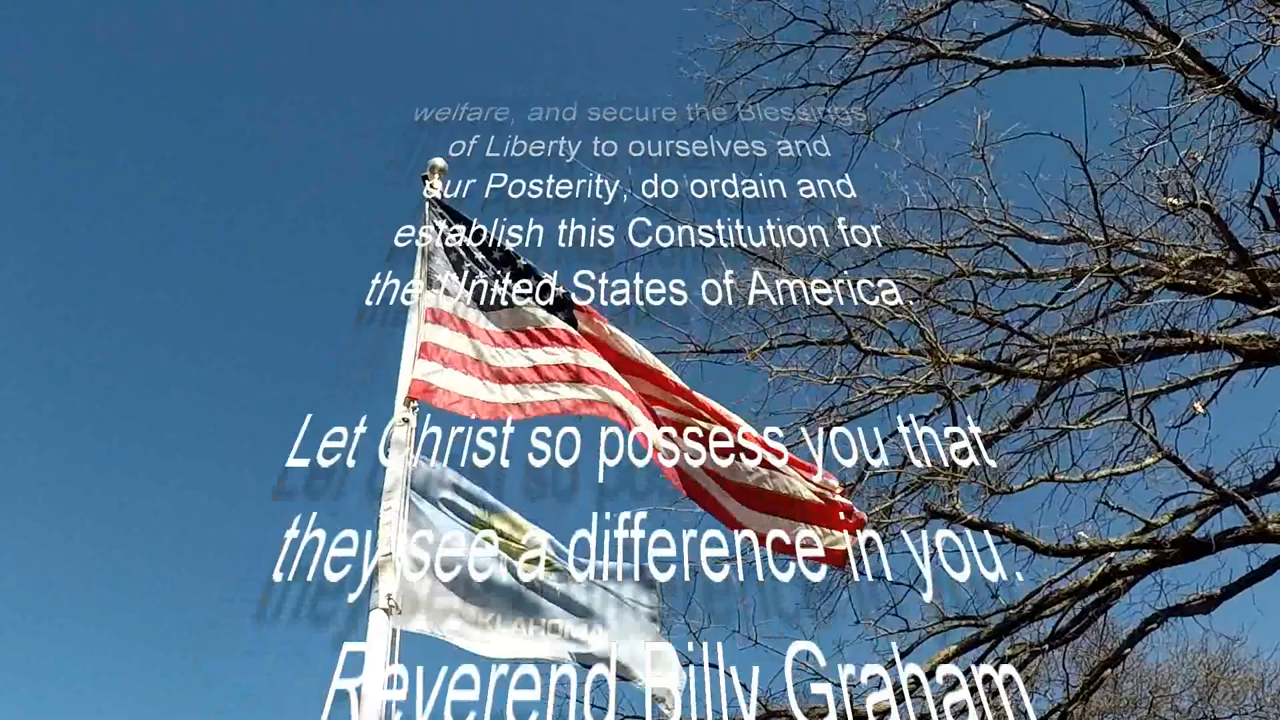 welfare, and secure the Blessings
of Liberty to ourselves and
our Posterity, do ordain and
establish this Constitution for
the United States of America.
Let Christ so possess you that
they see a difference in you.
Reverend Billy Graham
OKLAHOMA